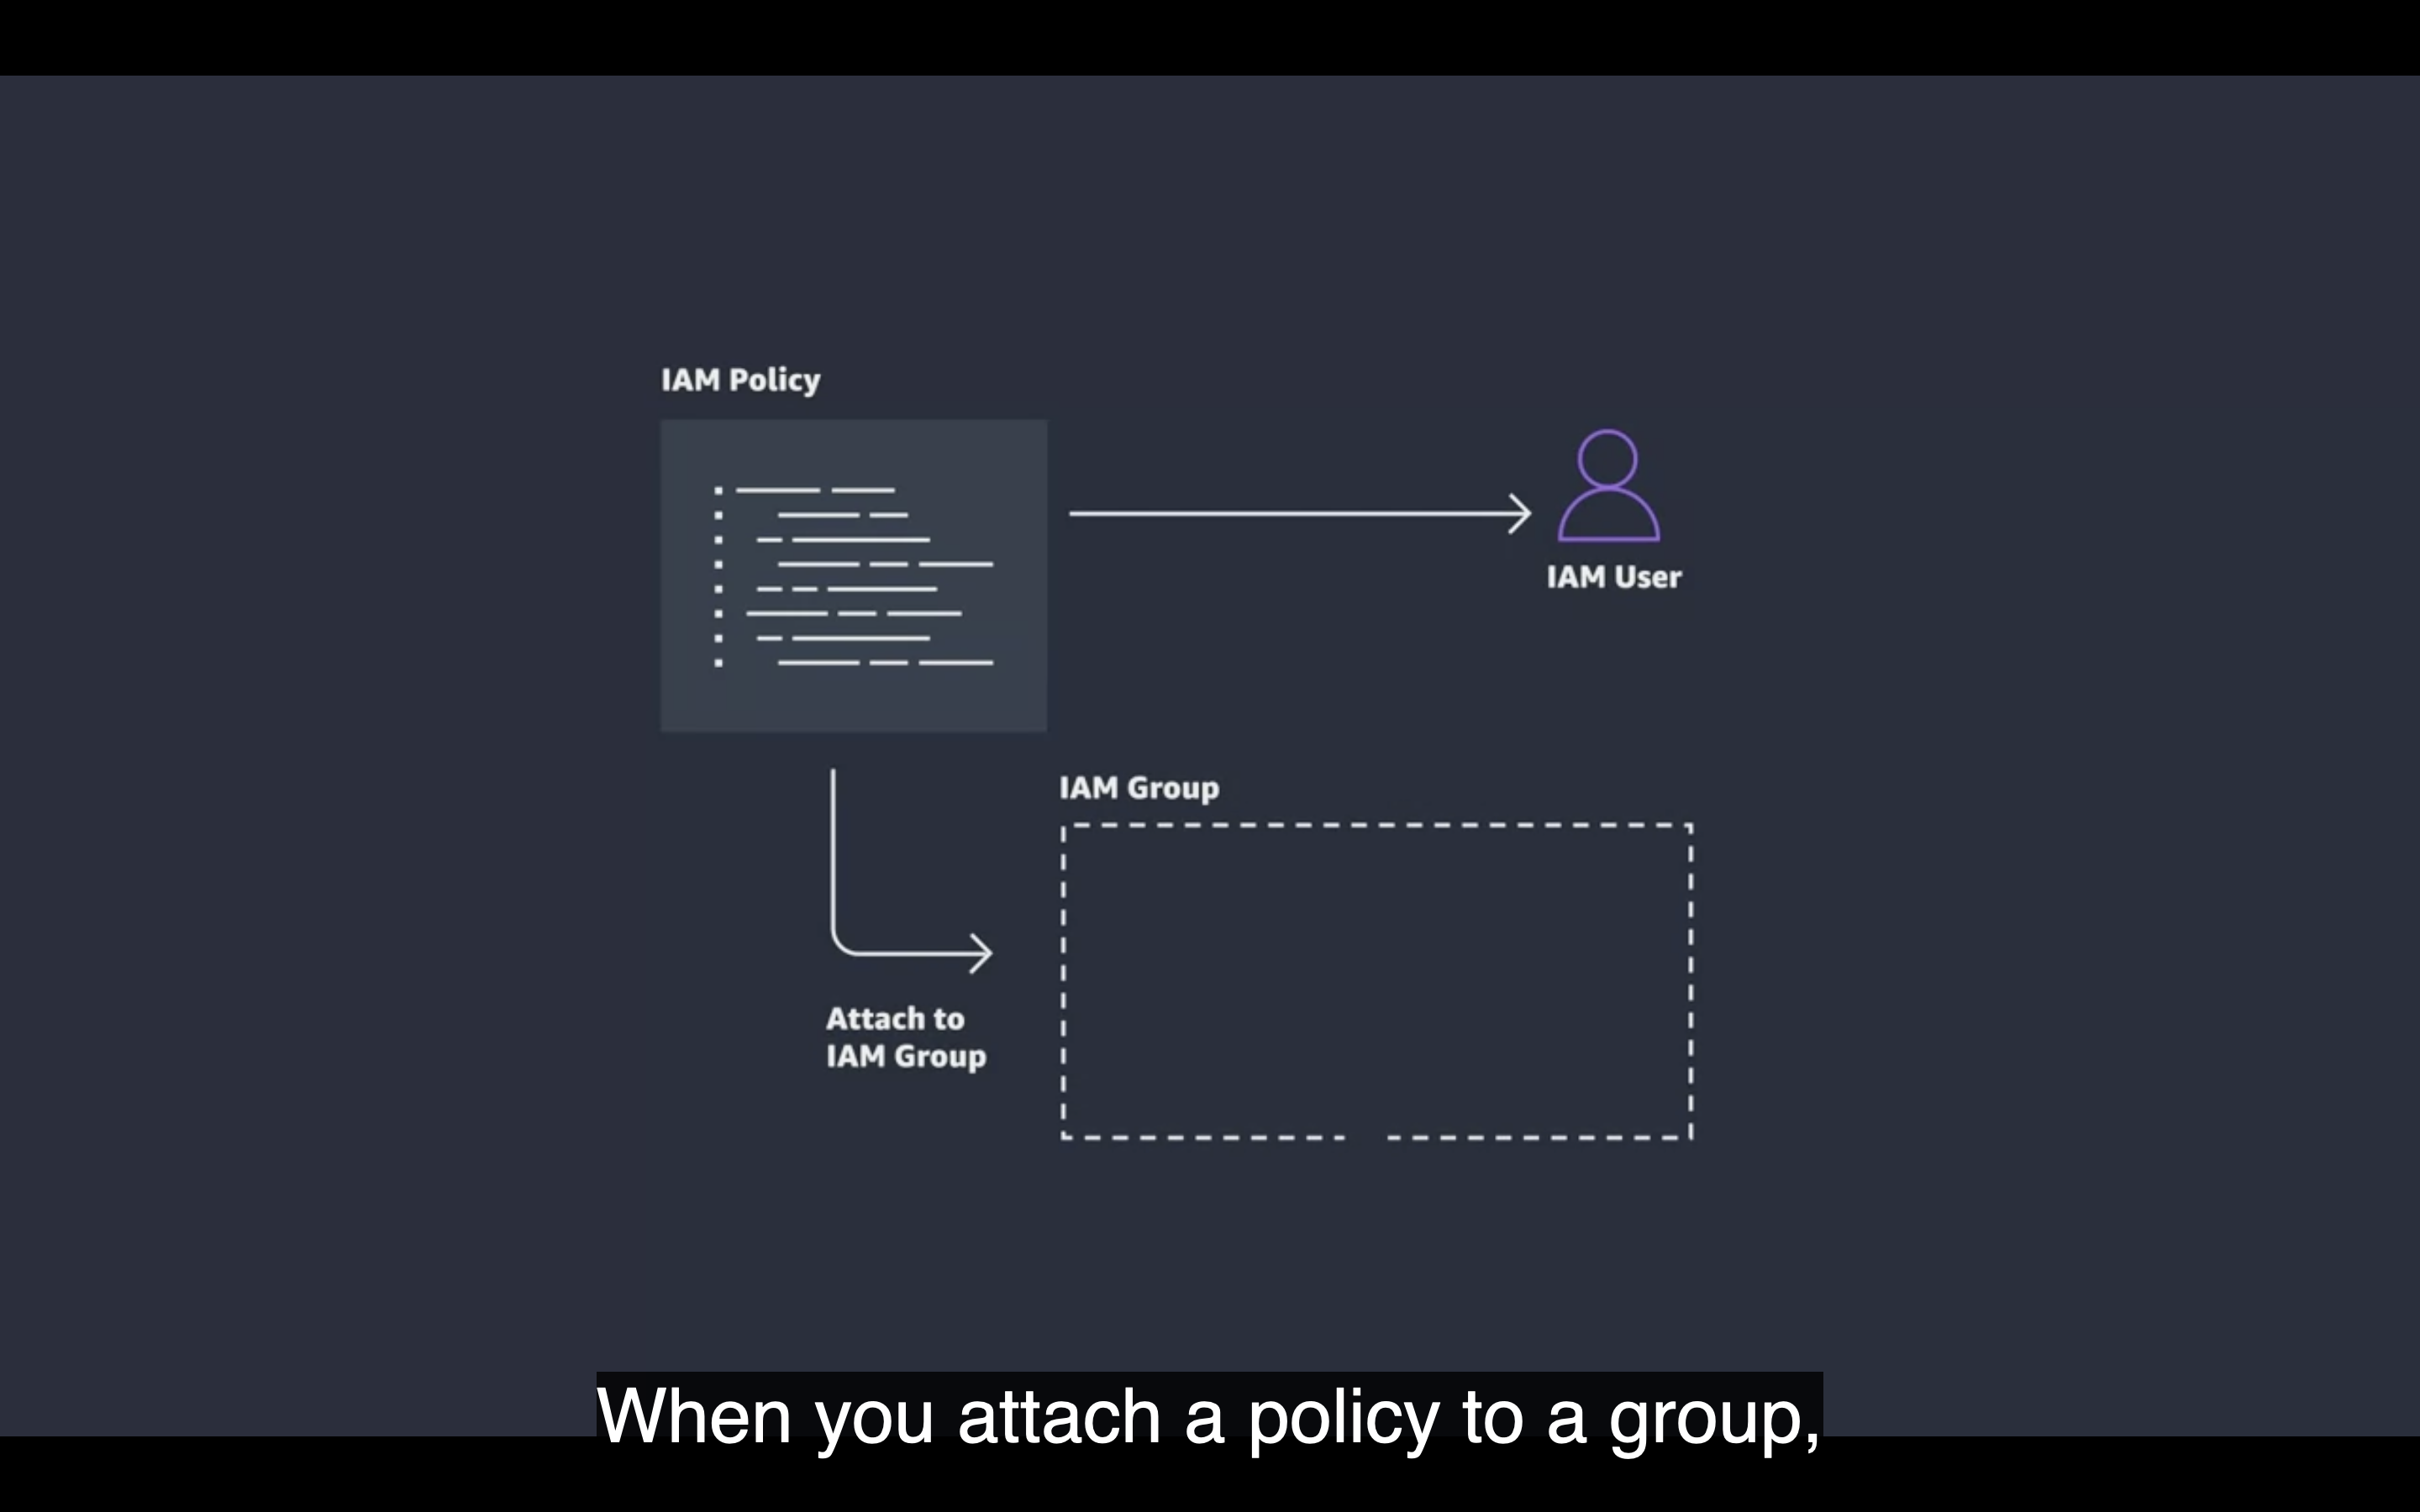 IAM Policy
IAM User
IAM Group
Attach to
IAM Group
When you attach a policy to a group,